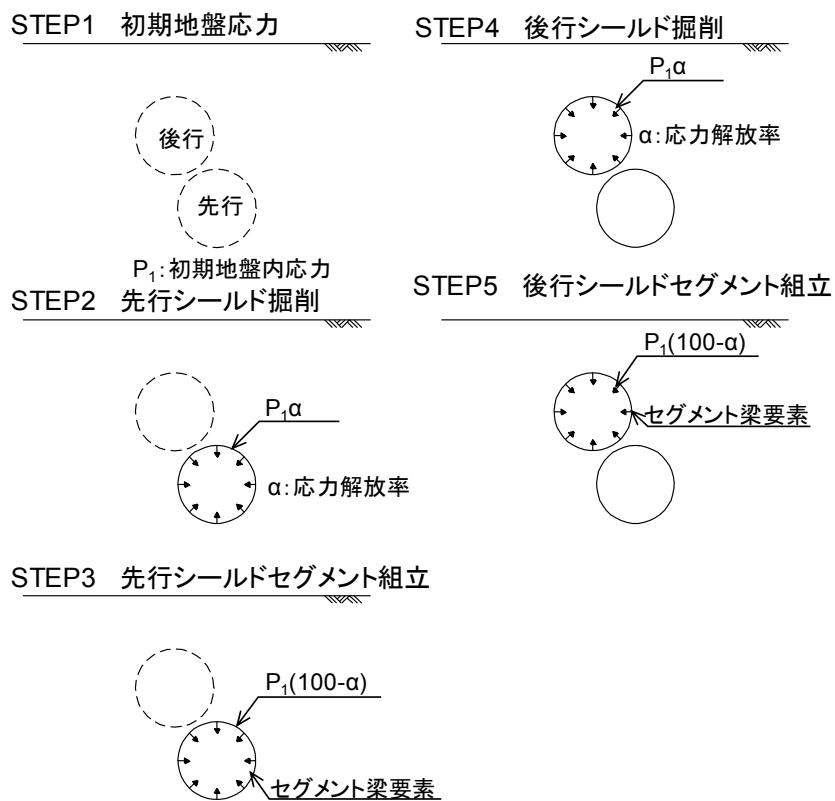 STEP1 初期地盤応力
後行
先行
P₁:初期地盤内応力
STEP2 先行シールド掘削
P₁α
α:応力解放率
STEP3 先行シールドセグメント組立
P₁(100-α)
セグメント梁要素
STEP4 後行シールド掘削
P₁α
α:応力解放率
STEP5 後行シールドセグメント組立
P₁(100-α)
セグメント梁要素